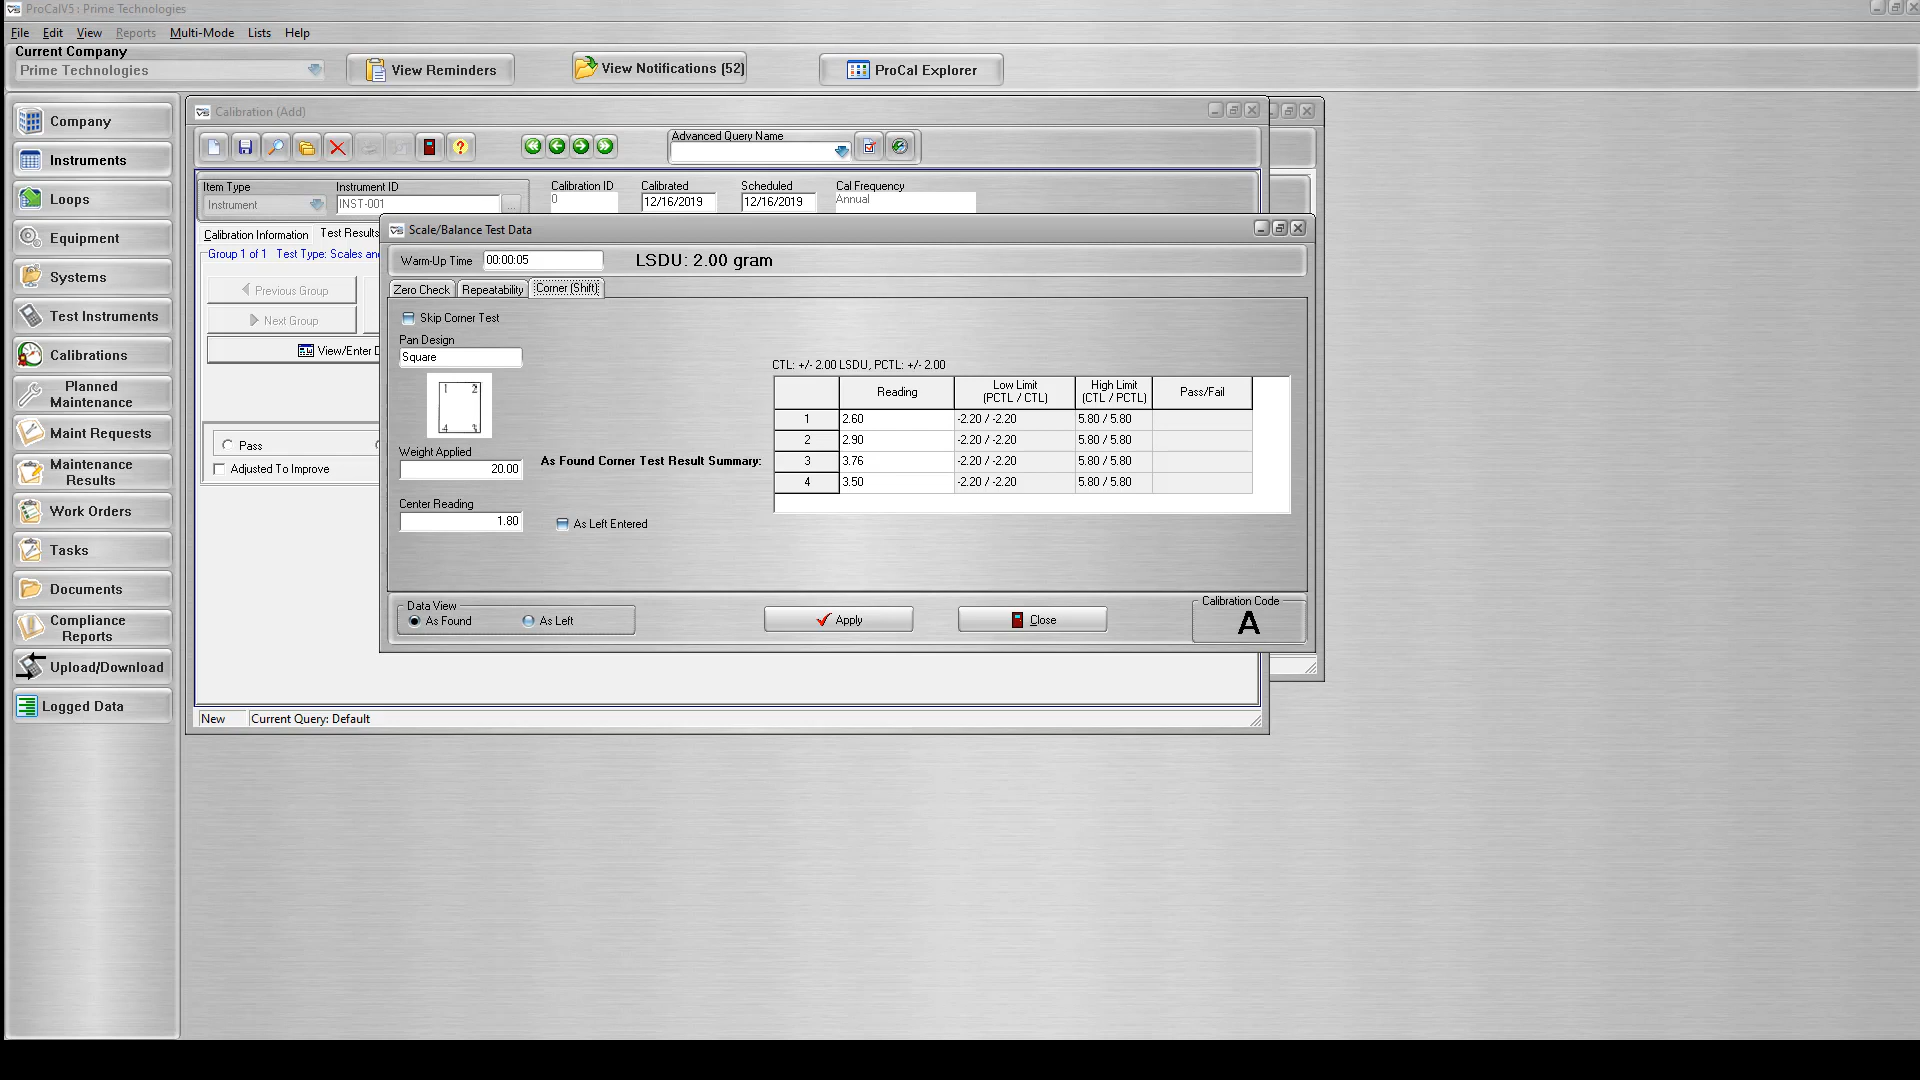 ProCalV5 : Prime Technologies
File Edit View Reports Multi-Mode Lists Help
Current Company
Prime Technologies
View Reminders
View Notifications (52)
ProCal Explorer
Company
Instruments
Loops
Equipment
Systems
Test Instruments
Calibrations
Planned
Maintenance
Maint Requests
Maintenance
Results
Work Orders
Tasks
Documents
Compliance
Reports
Upload/Download
Logged Data
Calibration (Add)
Advanced Query Name
Item Type Instrument ID Calibration ID Calibrated Scheduled Cal Frequency
Instrument INST-001 ... 0 12/16/2019 12/16/2019 Annual
Calibration Information Test Results
Group 1 of 1 Test Type: Scales an
Previous Group
Next Group
View/Enter D
Pass
Adjusted To Improve
New Current Query: Default
Scale/Balance Test Data
Warm-Up Time 00:00:05 LSDU: 2.00 gram
Zero Check Repeatability Corner (Shift)
Skip Corner Test
Pan Design
Square
1 2
4 3
Weight Applied
20.00
Center Reading
1.80
As Found Corner Test Result Summary:
As Left Entered
CTL: +/- 2.00 LSDU, PCTL: +/- 2.00
Reading Low Limit (PCTL / CTL) High Limit (CTL / PCTL) Pass/Fail
1 2.60 -2.20 / -2.20 5.80 / 5.80
2 2.90 -2.20 / -2.20 5.80 / 5.80
3 3.76 -2.20 / -2.20 5.80 / 5.80
4 3.50 -2.20 / -2.20 5.80 / 5.80
Data View
As Found As Left
Apply
Close
Calibration Code
A